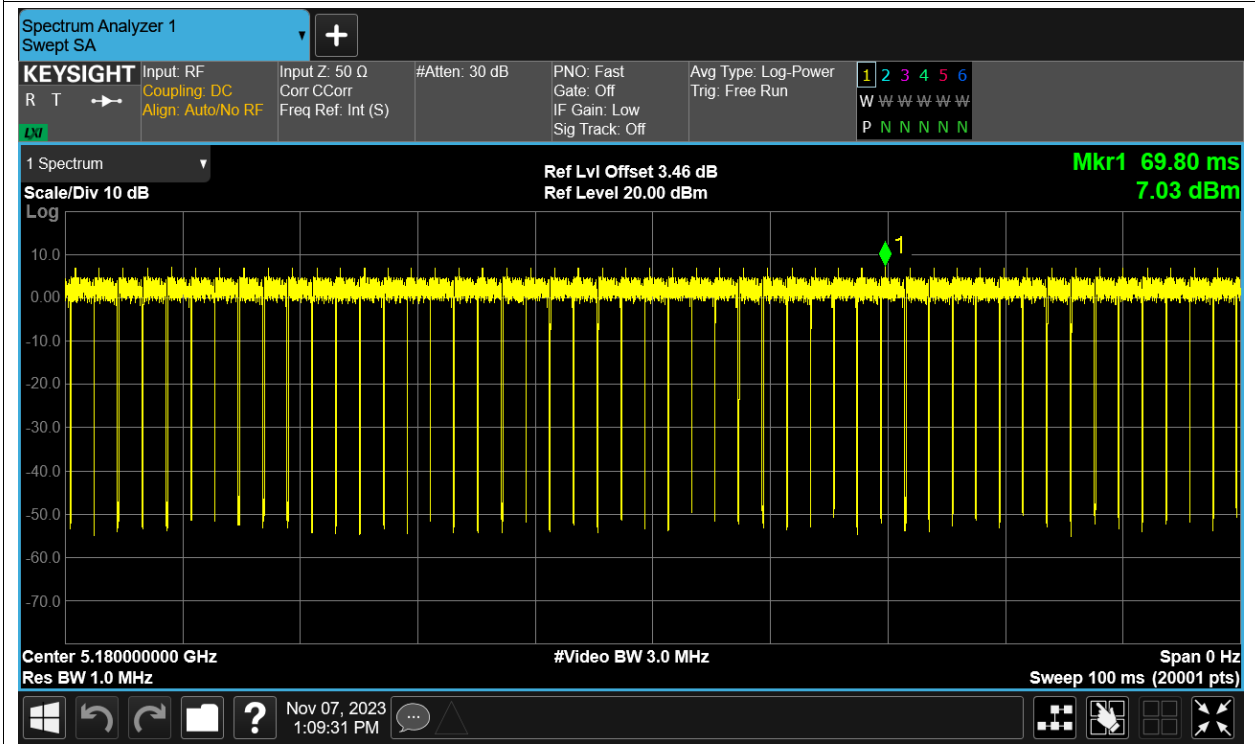 Spectrum Analyzer 1
Swept SA
+
KEYSIGHT
R T
LXI
Input: RF
Coupling: DC
Align: Auto/No RF
Input Z: 50 Ω
Corr CCorr
Freq Ref: Int (S)
#Atten: 30 dB
PNO: Fast
Gate: Off
IF Gain: Low
Sig Track: Off
Avg Type: Log-Power
Trig: Free Run
1 2 3 4 5 6
W W W W W W
P N N N N N
1 Spectrum
Scale/Div 10 dB
Ref Lvl Offset 3.46 dB
Ref Level 20.00 dBm
Mkr1 69.80 ms
7.03 dBm
Log
1
10.0
0.00
-10.0
-20.0
-30.0
-40.0
-50.0
-60.0
-70.0
Center 5.180000000 GHz
Res BW 1.0 MHz
#Video BW 3.0 MHz
Span 0 Hz
Sweep 100 ms (20001 pts)
?
Nov 07, 2023
1:09:31 PM